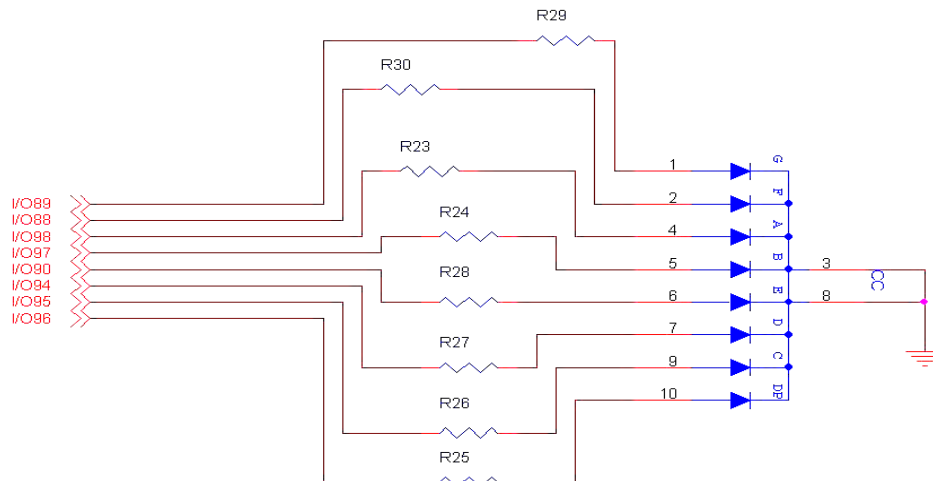 R29
R30
R23
R24
R28
R27
R26
R25
I/O89
I/O88
I/O98
I/O97
I/O90
I/O94
I/O95
I/O96
1 G
2 F
4 A
5 B
6 E
7 D
9 C
10 DP
3
8
CC